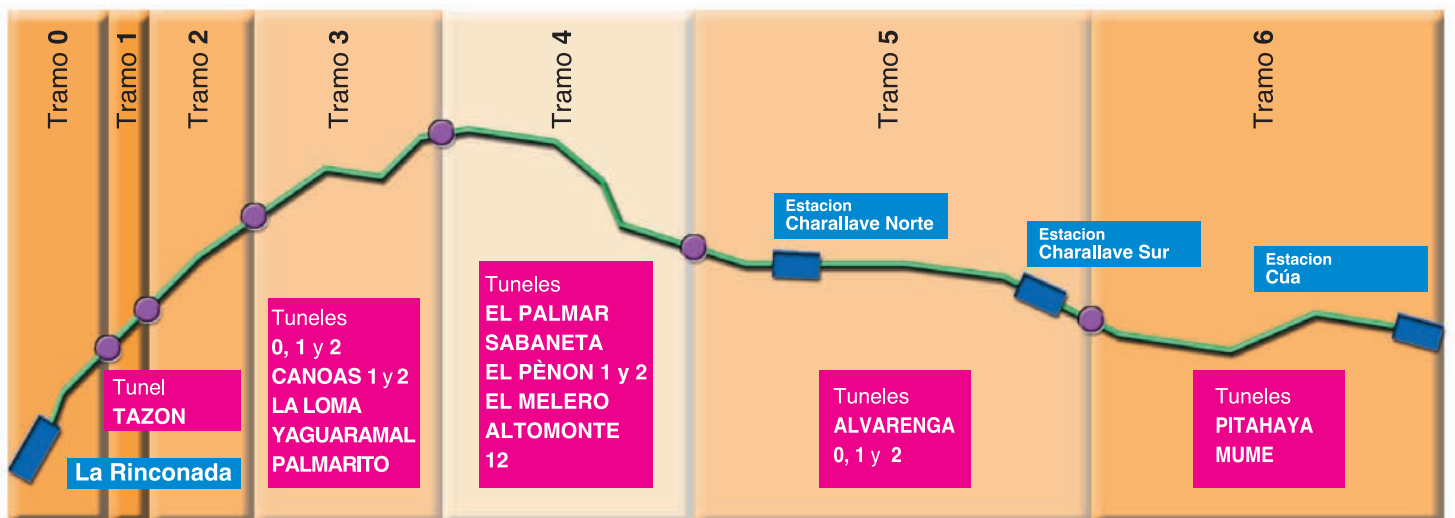 Tramo 0
Tramo 1
Tramo 2
Tramo 3
Tramo 4
Tramo 5
Tramo 6
Estacion
Charallave Norte
Estacion
Charallave Sur
Estacion
Cúa
Tunel
TAZON
La Rinconada
Tuneles
0, 1 y 2
CANOAS 1 y 2
LA LOMA
YAGUARAMAL
PALMARITO
Tuneles
EL PALMAR
SABANETA
EL PÈNON 1 y 2
EL MELERO
ALTOMONTE
12
Tuneles
ALVARENGA
0, 1 y 2
Tuneles
PITAHAYA
MUME